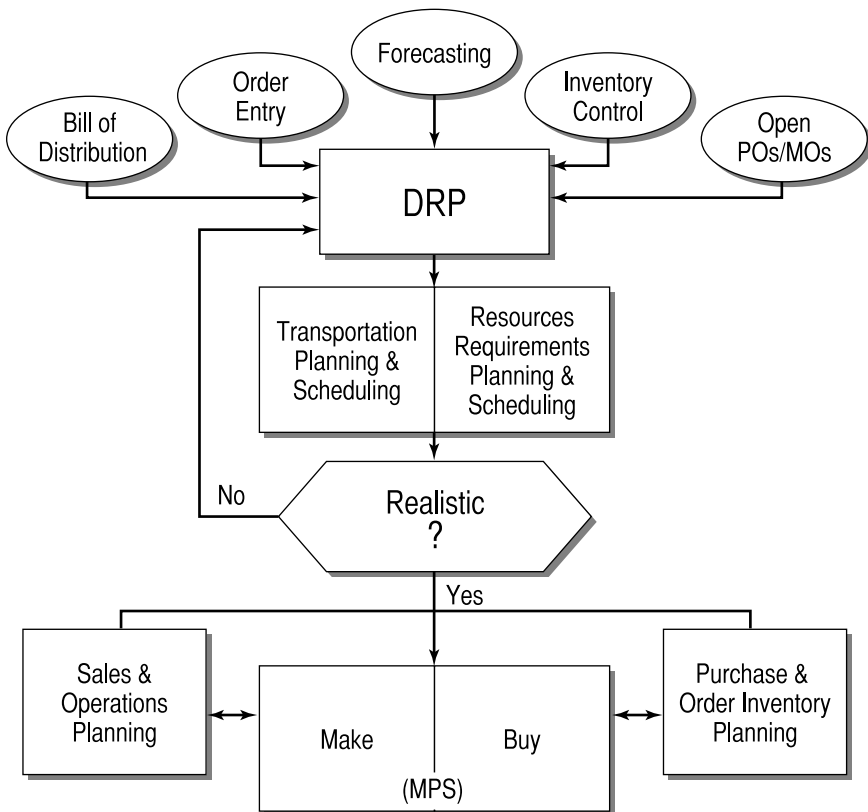 Forecasting
Order
Entry
Inventory
Control
Bill of
Distribution
Open
POs/MOs
DRP
Transportation
Planning &
Scheduling
Resources
Requirements
Planning &
Scheduling
No
Realistic
?
Yes
Sales &
Operations
Planning
Make
Buy
(MPS)
Purchase &
Order Inventory
Planning